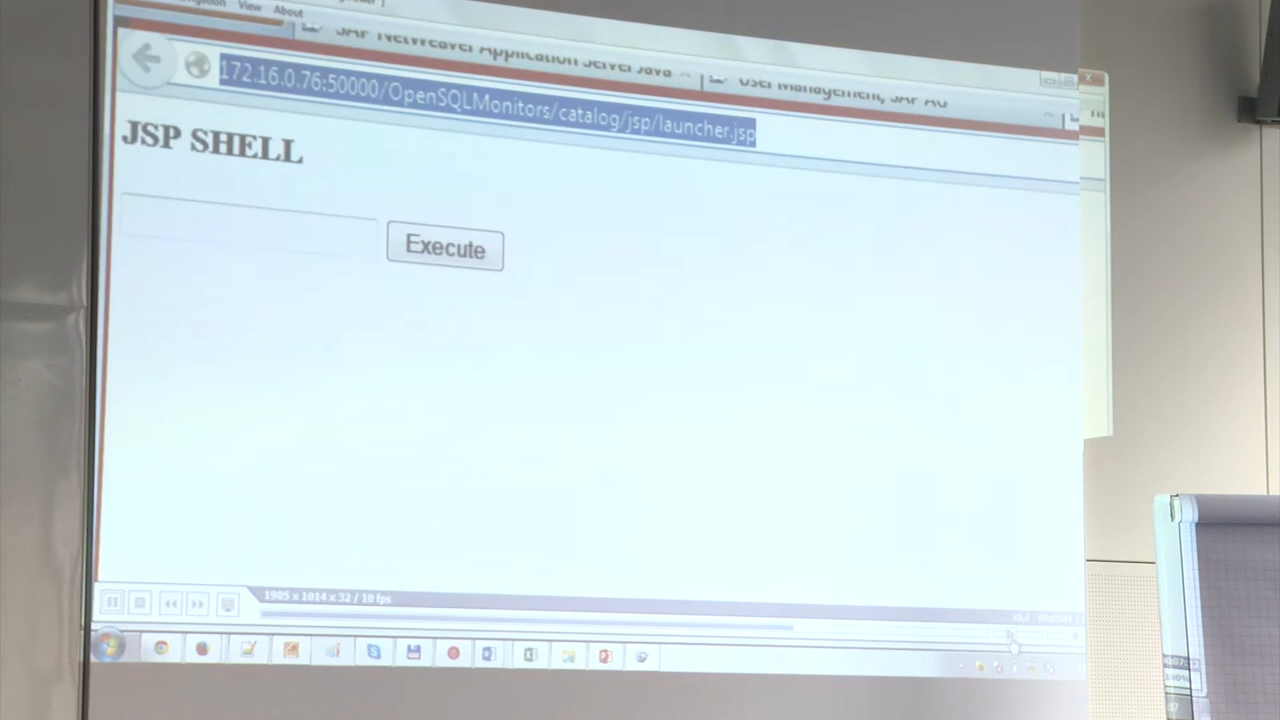 View About
SAP NetWeaver Application Server Java
User Management, SAP AG
172.16.0.76:50000/OpenSQLMonitors/catalog/jsp/launcher.jsp
JSP SHELL
Execute
1905 x 1014 x 32 / 10 fps
100%